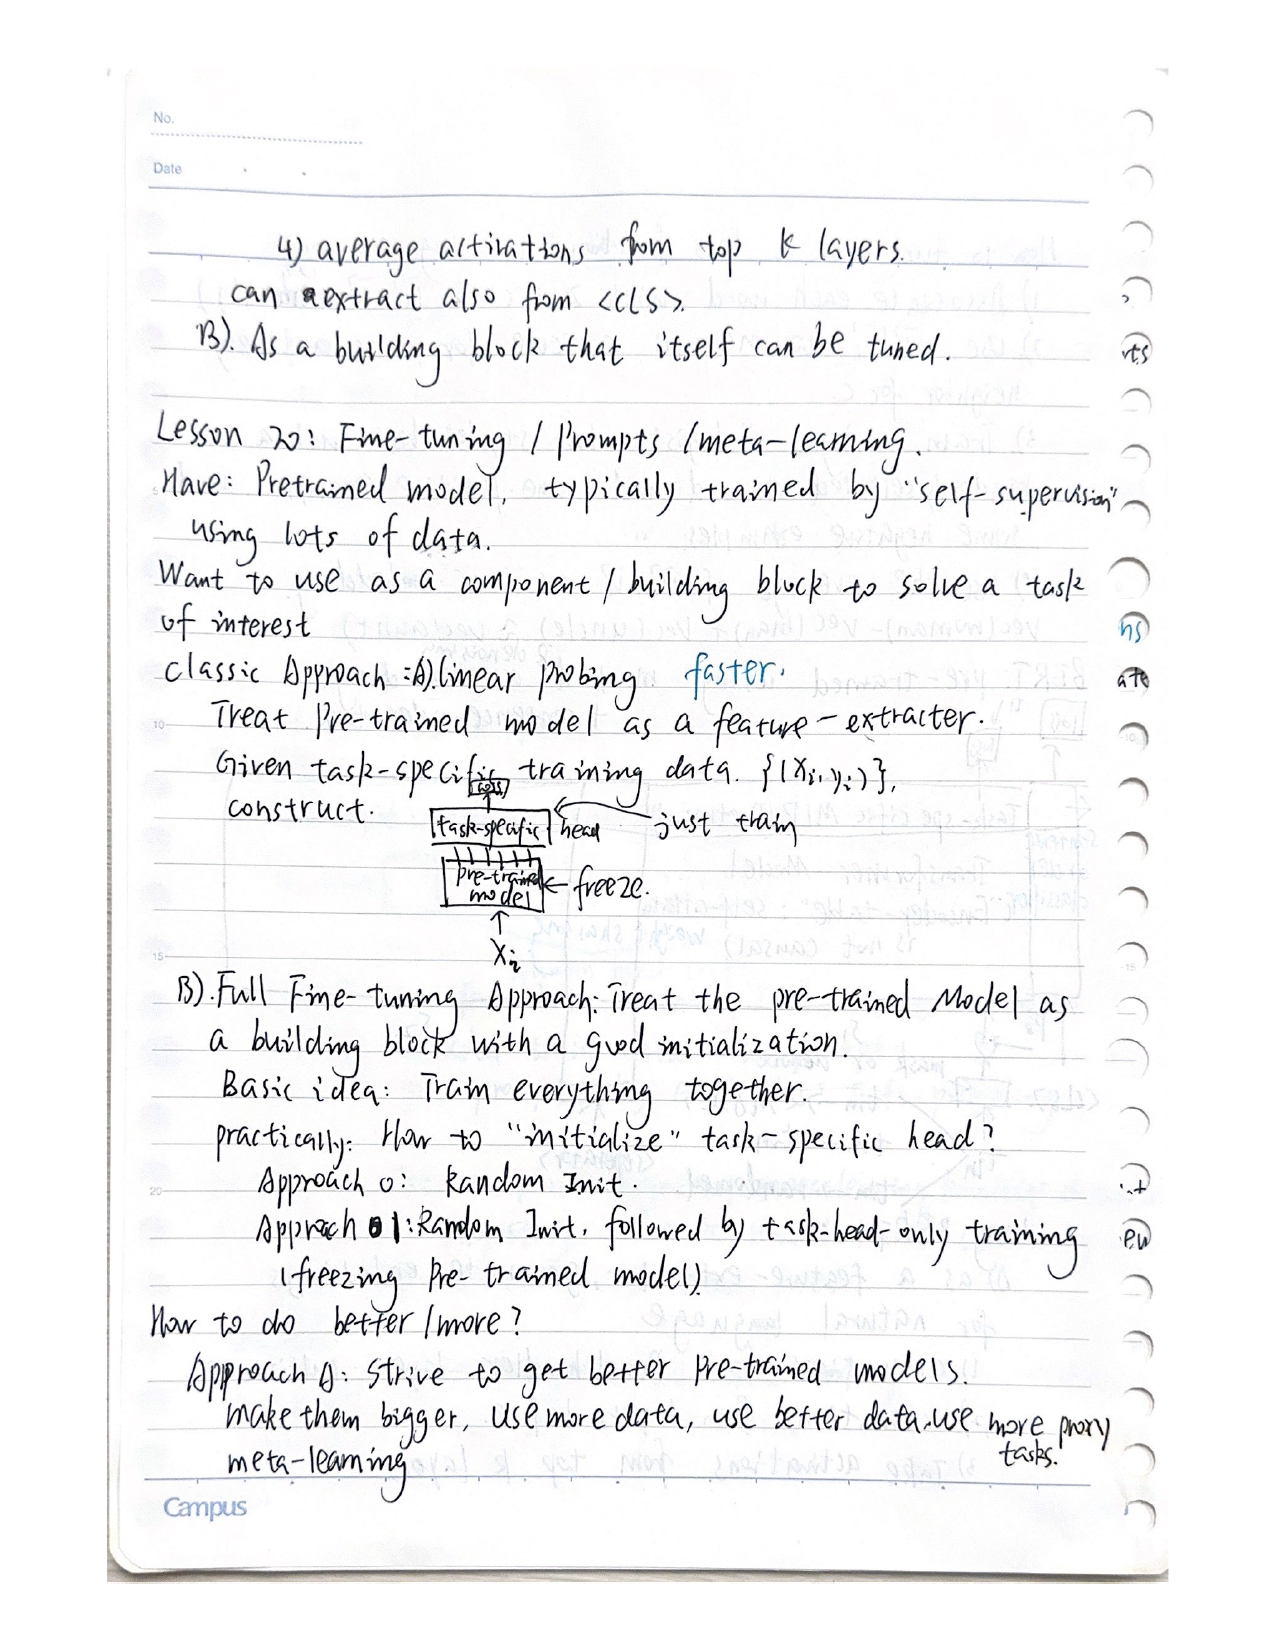 No.
Date
4) average activations from top k layers.
can extract also from <CLS>.
B). As a building block that itself can be tuned.
Lesson 20: Fine-tuning / Prompts / meta-learning.
Have: Pretrained model, typically trained by "self-supervision"
using lots of data.
Want to use as a component / building block to solve a task
of interest
classic Approach: A). linear probing faster.
Treat Pre-trained model as a feature-extracter.
Given task-specific training data. {(Xi, yi)},
construct.
loss
task-specific head just train
pre-trained model ← freeze.
↑
Xi
B). Full Fine-tuning Approach: Treat the pre-trained Model as
a building block with a good initialization.
Basic idea: Train everything together.
practically: How to "initialize" task-specific head?
Approach 0: Random Init.
Approach 1: Random Init. followed by task-head-only training
(freezing Pre-trained model).
How to do better / more?
Approach A: Strive to get better pre-trained models.
make them bigger, use more data, use better data, use more proxy tasks.
meta-learning
Campus